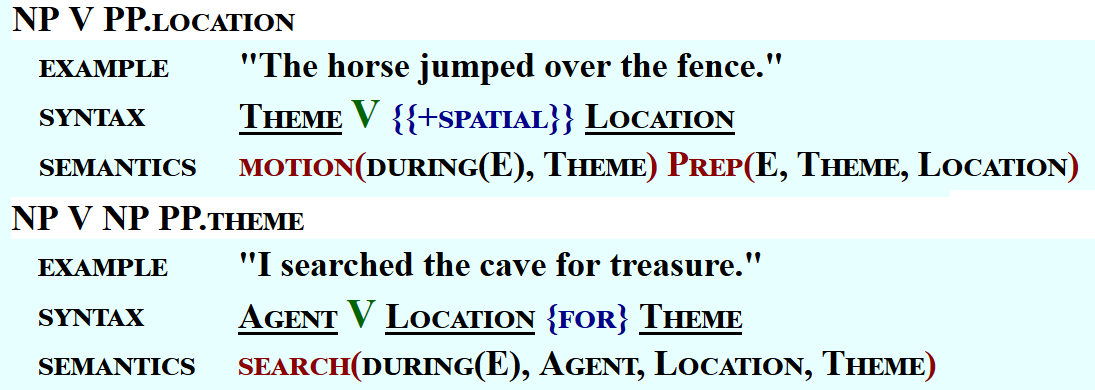 NP V PP.LOCATION
EXAMPLE "The horse jumped over the fence."
SYNTAX THEME V {{+SPATIAL}} LOCATION
SEMANTICS MOTION(DURING(E), THEME) PREP(E, THEME, LOCATION)
NP V NP PP.THEME
EXAMPLE "I searched the cave for treasure."
SYNTAX AGENT V LOCATION {FOR} THEME
SEMANTICS SEARCH(DURING(E), AGENT, LOCATION, THEME)